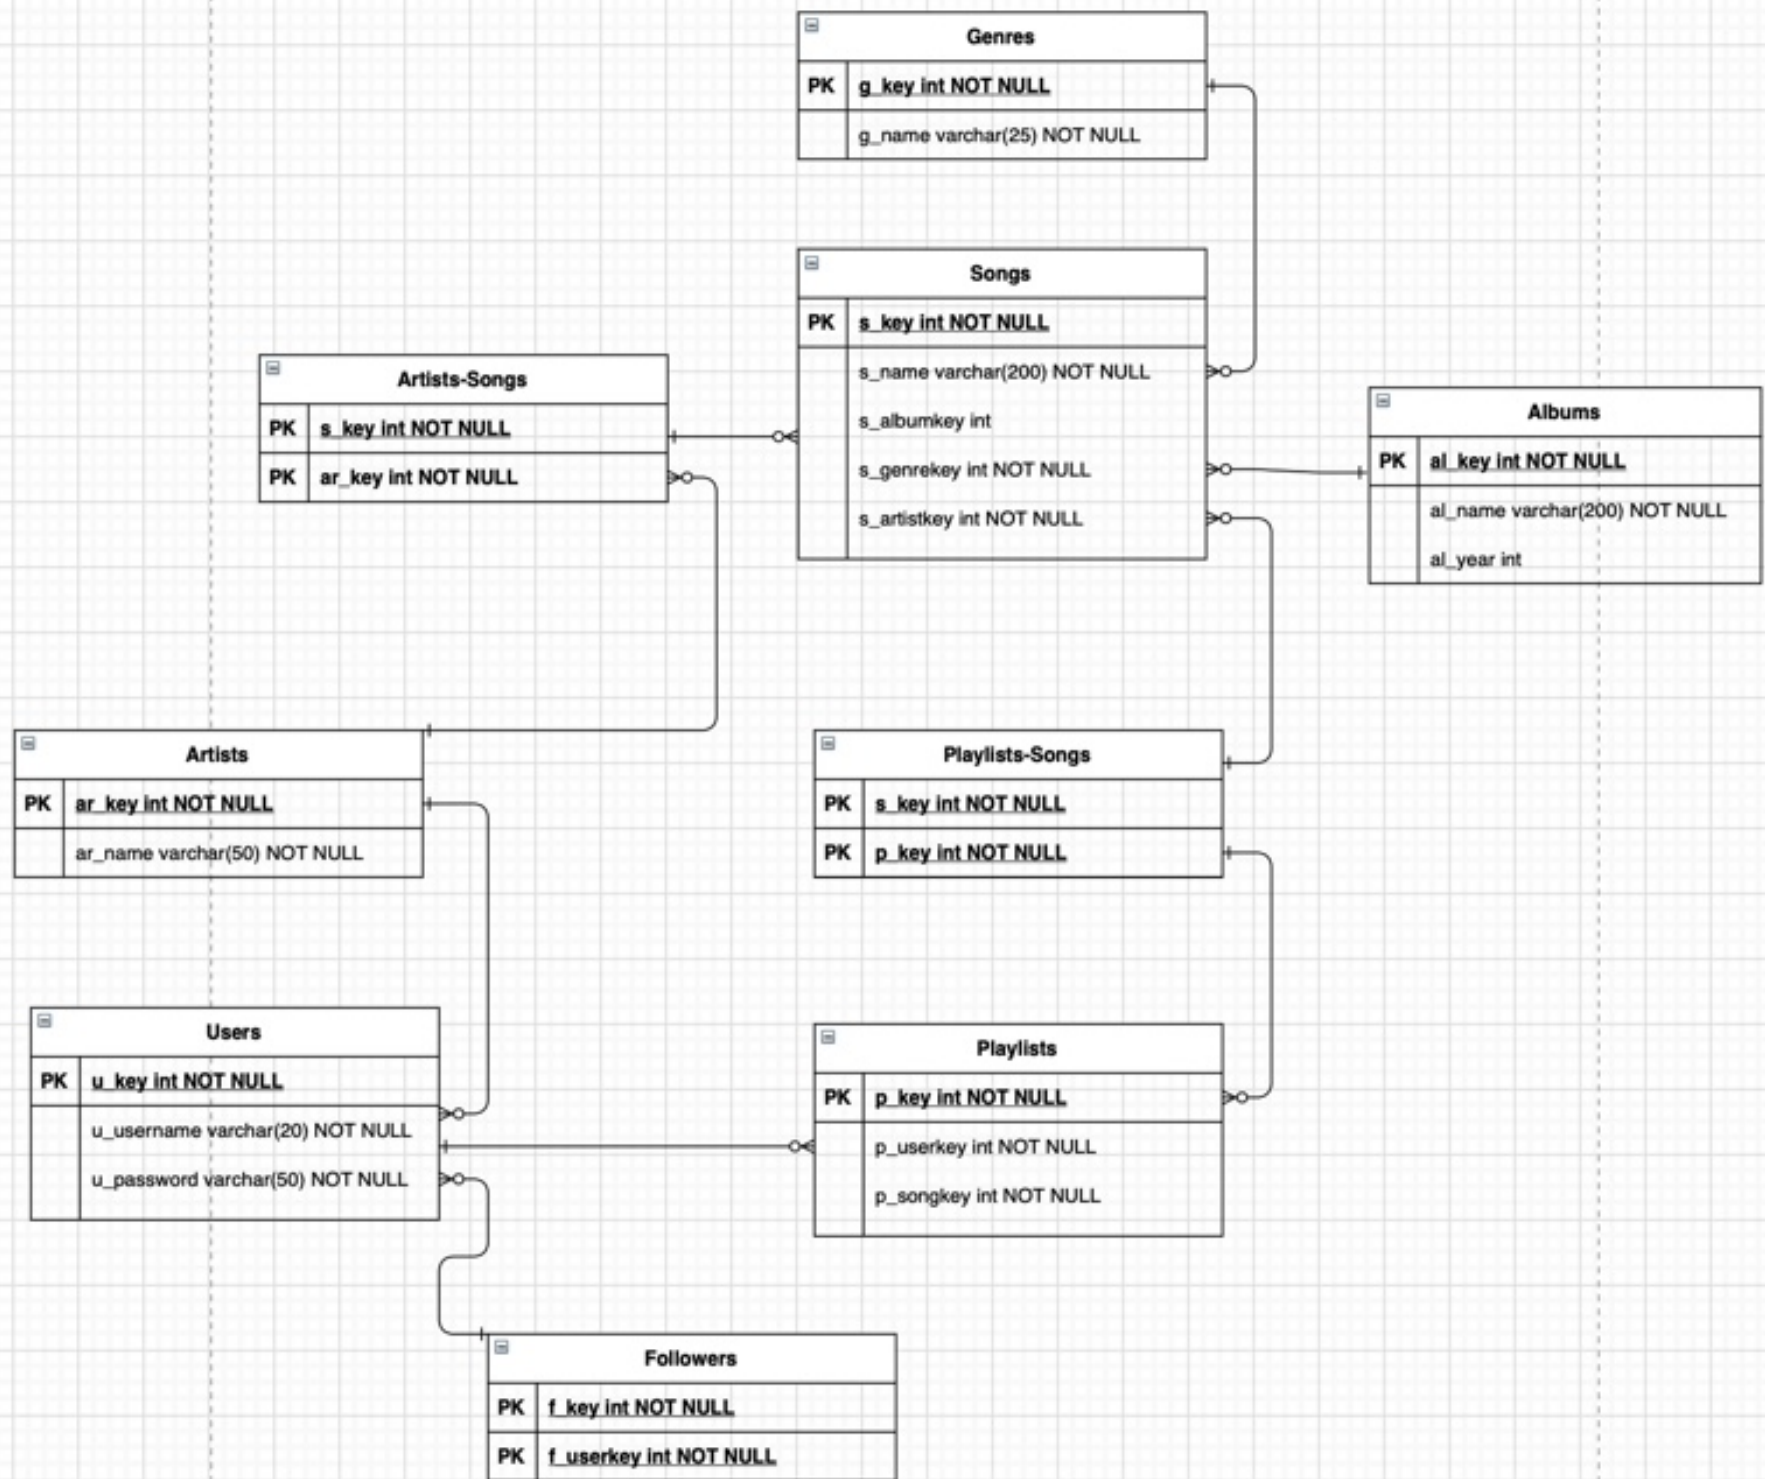 Genres
PK g_key int NOT NULL
g_name varchar(25) NOT NULL
Songs
PK s_key int NOT NULL
s_name varchar(200) NOT NULL
s_albumkey int
s_genrekey int NOT NULL
s_artistkey int NOT NULL
Artists-Songs
PK s_key int NOT NULL
PK ar_key int NOT NULL
Albums
PK al_key int NOT NULL
al_name varchar(200) NOT NULL
al_year int
Artists
PK ar_key int NOT NULL
ar_name varchar(50) NOT NULL
Playlists-Songs
PK s_key int NOT NULL
PK p_key int NOT NULL
Users
PK u_key int NOT NULL
u_username varchar(20) NOT NULL
u_password varchar(50) NOT NULL
Playlists
PK p_key int NOT NULL
p_userkey int NOT NULL
p_songkey int NOT NULL
Followers
PK f_key int NOT NULL
PK f_userkey int NOT NULL